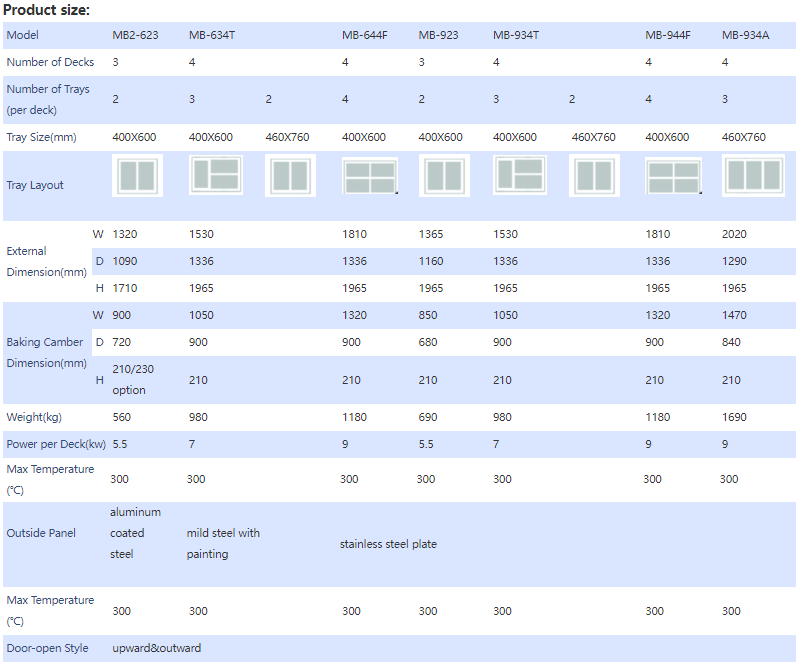 Product size:
Model MB2-623 MB-634T MB-644F MB-923 MB-934T MB-944F MB-934A
Number of Decks 3 4 4 3 4 4 4
Number of Trays
(per deck) 2 3 2 4 2 3 2 4 3
Tray Size(mm) 400X600 400X600 460X760 400X600 400X600 400X600 460X760 400X600 460X760
Tray Layout
External
Dimension(mm)
W 1320 1530 1810 1365 1530 1810 2020
D 1090 1336 1336 1160 1336 1336 1290
H 1710 1965 1965 1965 1965 1965 1965
Baking Camber
Dimension(mm)
W 900 1050 1320 850 1050 1320 1470
D 720 900 900 680 900 900 840
H 210/230
option 210 210 210 210 210 210
Weight(kg) 560 980 1180 690 980 1180 1690
Power per Deck(kw) 5.5 7 9 5.5 7 9 9
Max Temperature
(℃) 300 300 300 300 300 300 300
Outside Panel
aluminum
coated
steel
mild steel with
painting
stainless steel plate
Max Temperature
(℃) 300 300 300 300 300 300 300
Door-open Style upward&outward